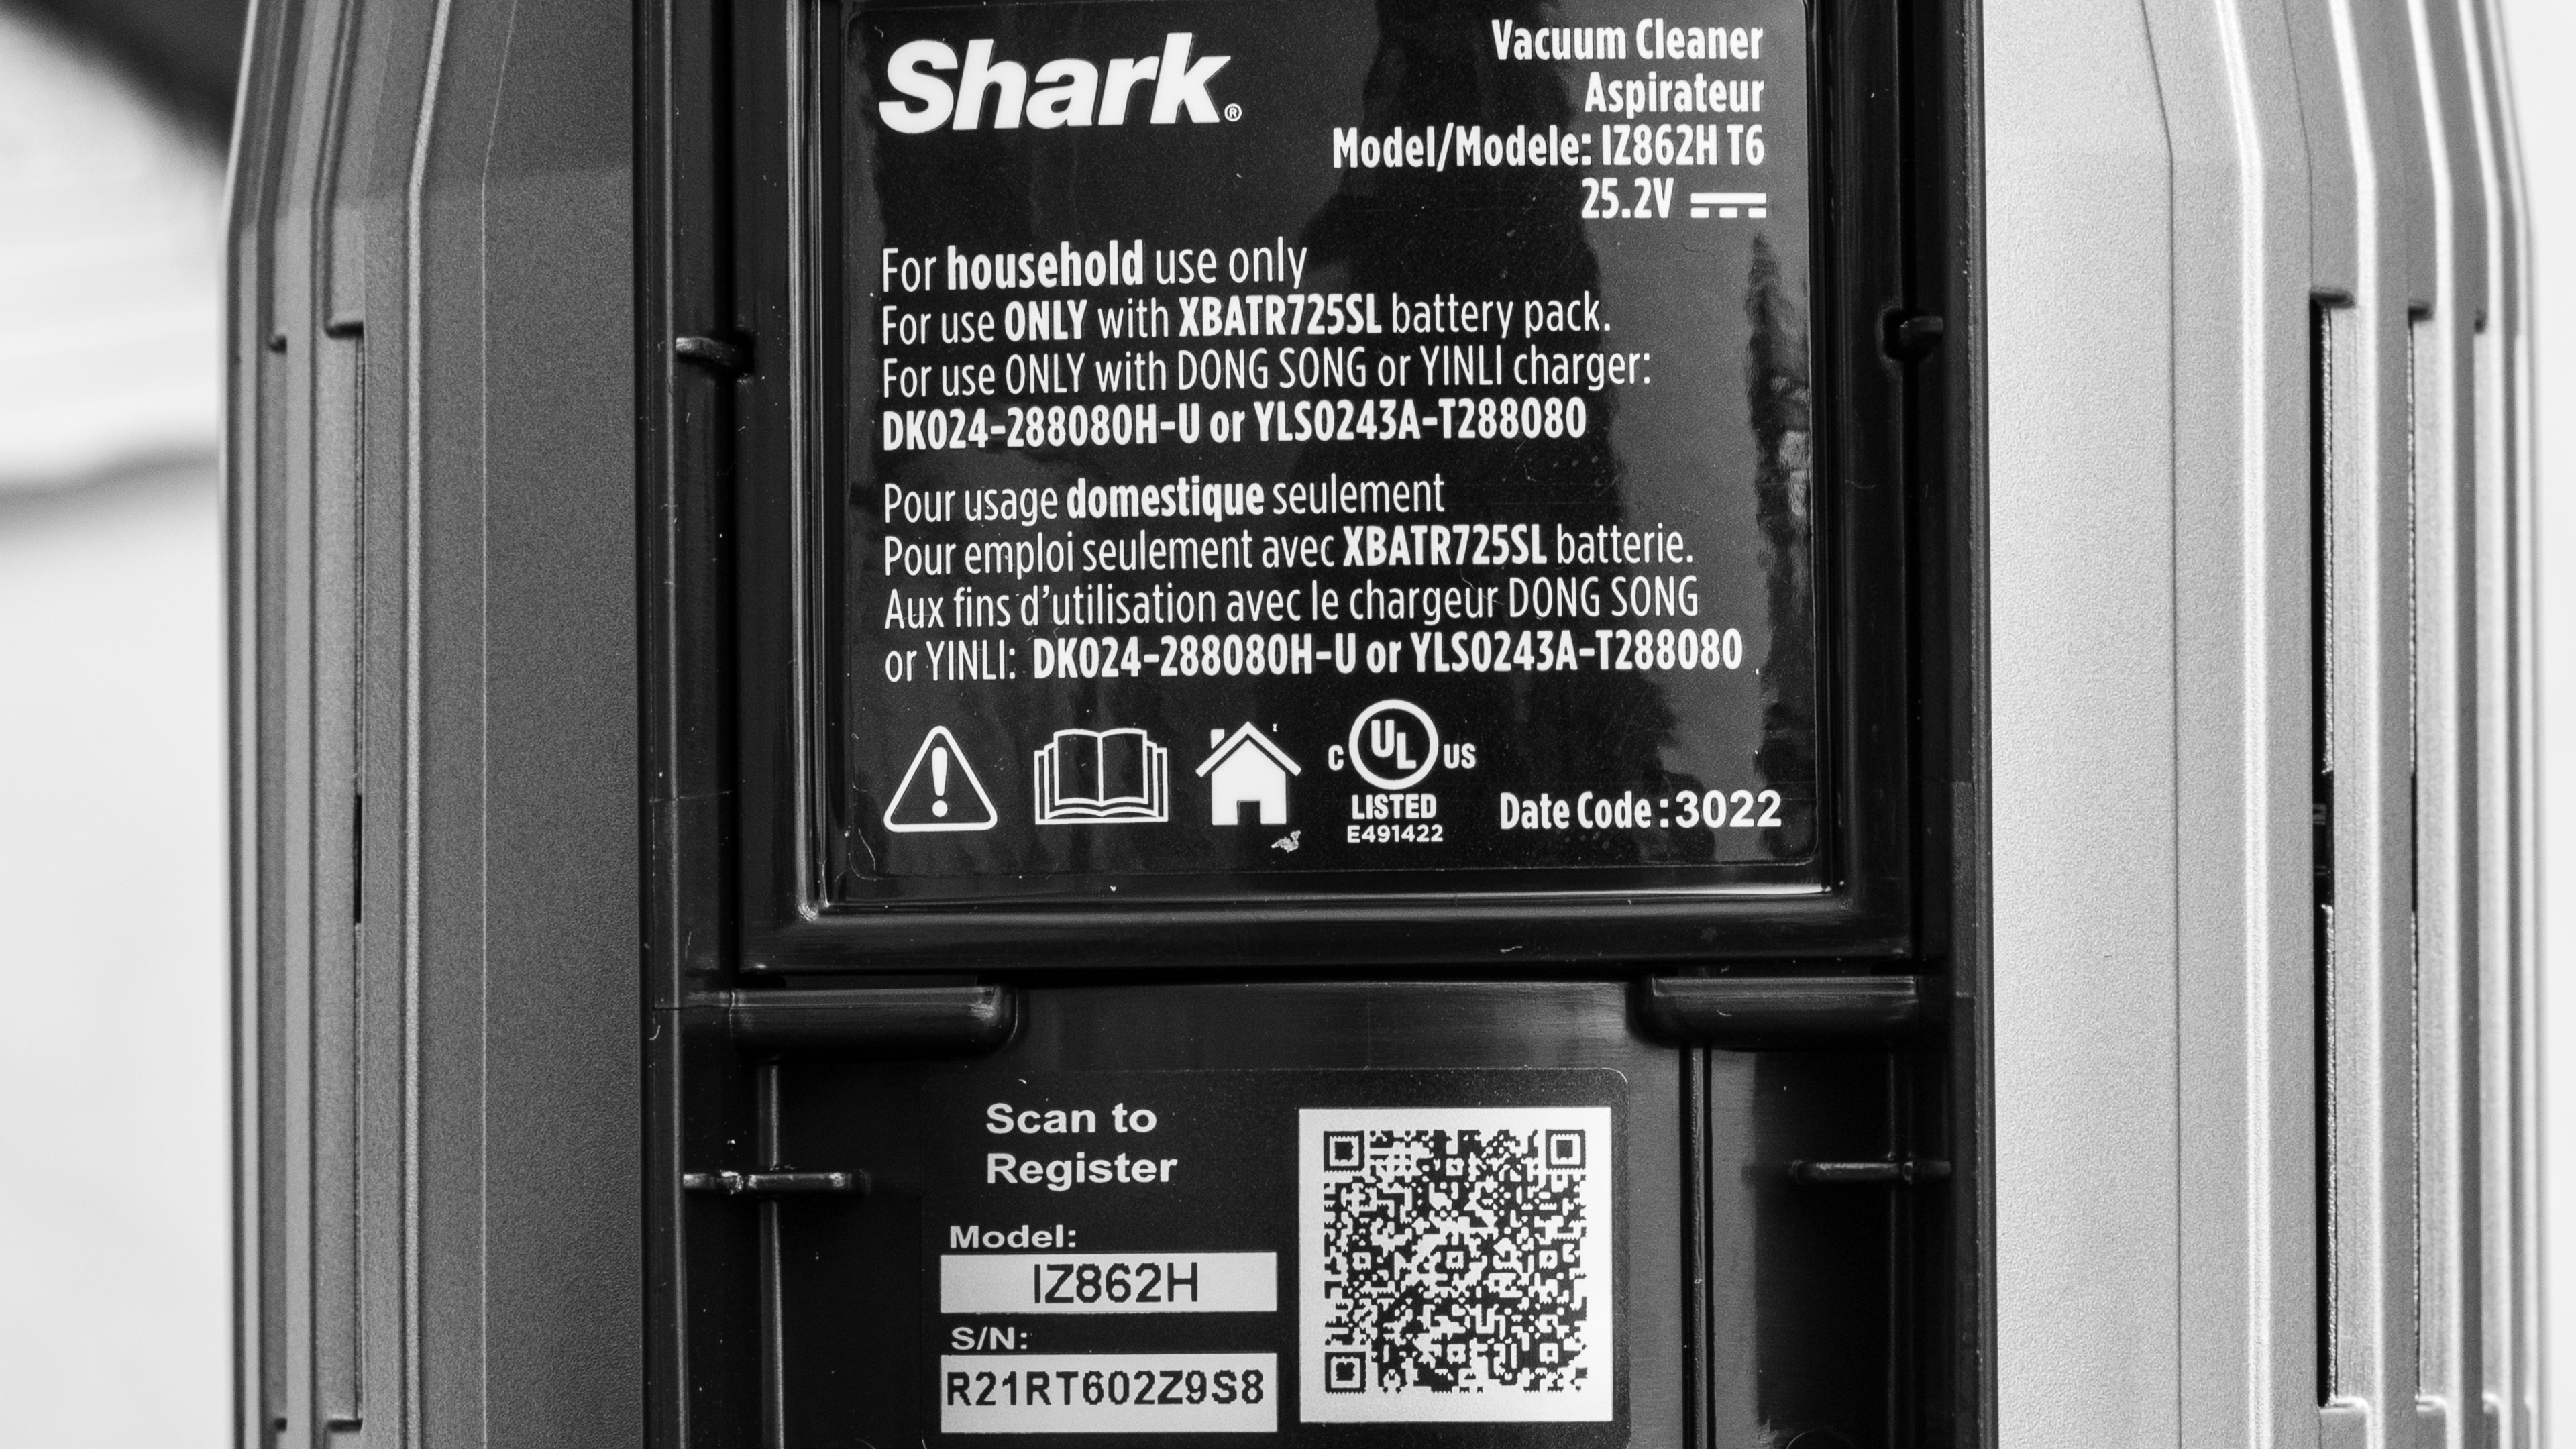 Shark®
Vacuum Cleaner
Aspirateur
Model/Modele: IZ862H T6
25.2V
For household use only
For use ONLY with XBATR725SL battery pack.
For use ONLY with DONG SONG or YINLI charger:
DK024-288080H-U or YLS0243A-T288080
Pour usage domestique seulement
Pour emploi seulement avec XBATR725SL batterie.
Aux fins d'utilisation avec le chargeur DONG SONG
or YINLI: DK024-288080H-U or YLS0243A-T288080
C UL US
LISTED
E491422
Date Code : 3022
Scan to
Register
Model:
IZ862H
S/N:
R21RT602Z9S8